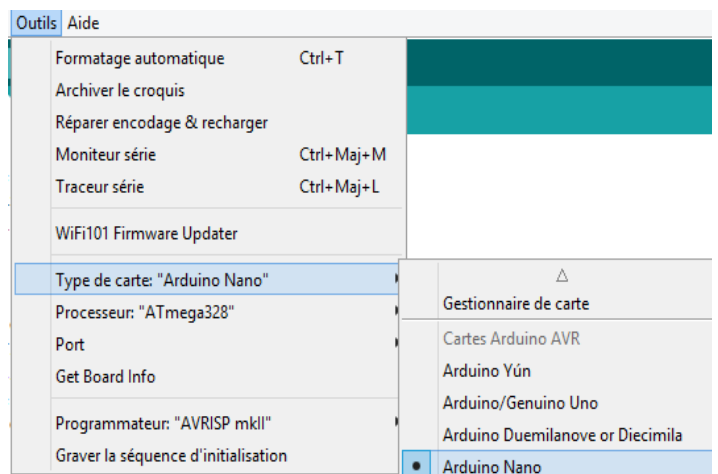 Outils Aide
Formatage automatique Ctrl+T
Archiver le croquis
Réparer encodage & recharger
Moniteur série Ctrl+Maj+M
Traceur série Ctrl+Maj+L
WiFi101 Firmware Updater
Type de carte: "Arduino Nano"
Processeur: "ATmega328"
Port
Get Board Info
Programmateur: "AVRISP mkII"
Graver la séquence d'initialisation
Gestionnaire de carte
Cartes Arduino AVR
Arduino Yún
Arduino/Genuino Uno
Arduino Duemilanove or Diecimila
Arduino Nano